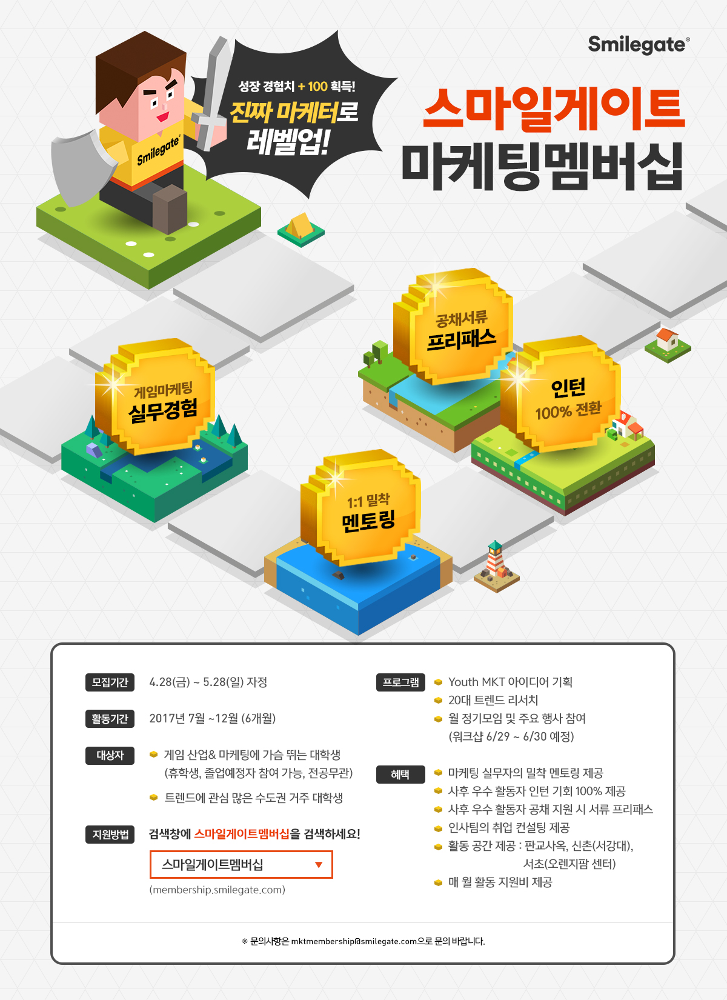 Smilegate®
성장 경험치 + 100 획득!
진짜 마케터로
레벨업!
스마일게이트
마케팅멤버십
Smilegate®
공채서류
프리패스
인턴
100% 전환
게임마케팅
실무경험
1:1 밀착
멘토링
모집기간 4.28(금) ~ 5.28(일) 자정
활동기간 2017년 7월 ~12월 (6개월)
대상자 게임 산업& 마케팅에 가슴 뛰는 대학생
(휴학생, 졸업예정자 참여 가능, 전공무관)
트렌드에 관심 많은 수도권 거주 대학생
지원방법 검색창에 스마일게이트멤버십을 검색하세요!
스마일게이트멤버십
(membership.smilegate.com)
프로그램 Youth MKT 아이디어 기획
20대 트렌드 리서치
월 정기모임 및 주요 행사 참여
(워크샵 6/29 ~ 6/30 예정)
혜택 마케팅 실무자의 밀착 멘토링 제공
사후 우수 활동자 인턴 기회 100% 제공
사후 우수 활동자 공채 지원 시 서류 프리패스
인사팀의 취업 컨설팅 제공
활동 공간 제공 : 판교사옥, 신촌(서강대),
서초(오렌지팜 센터)
매 월 활동 지원비 제공
※ 문의사항은 mktmembership@smilegate.com으로 문의 바랍니다.